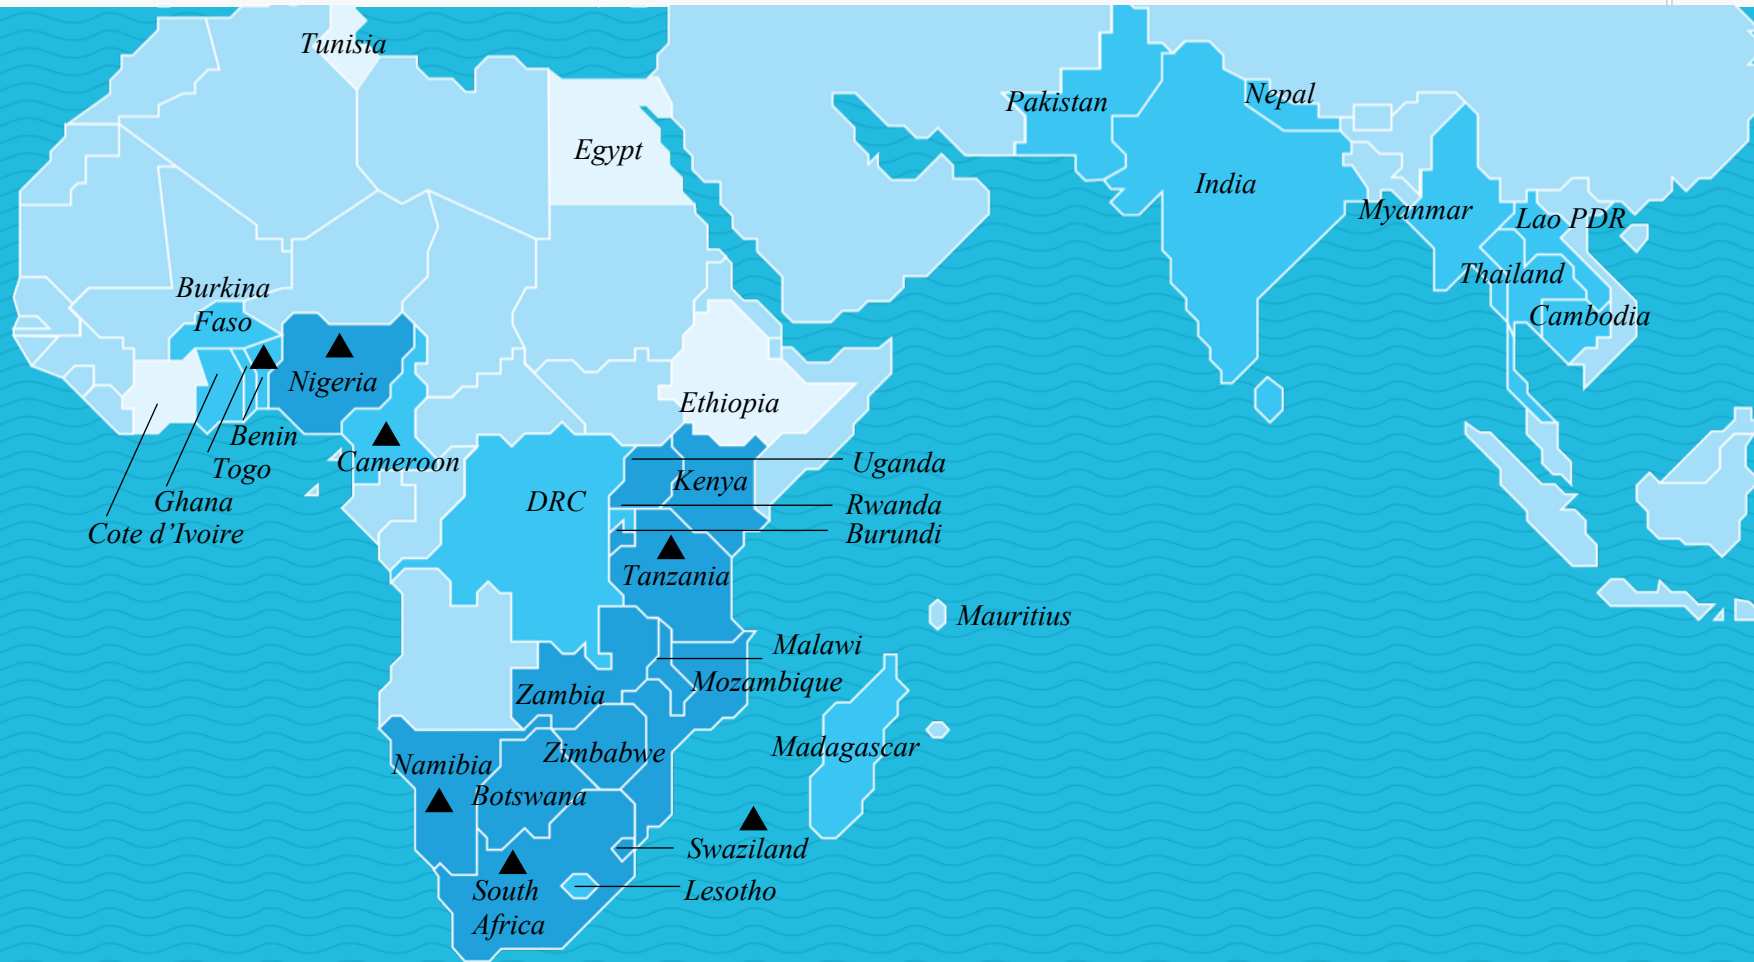 Tunisia
Pakistan
Nepal
Egypt
India
Myanmar
Lao PDR
Thailand
Burkina
Faso
Cambodia
Nigeria
Ethiopia
Benin
Cameroon
Togo
Ghana
Cote d’Ivoire
DRC
Kenya
Uganda
Rwanda
Burundi
Tanzania
Mauritius
Malawi
Mozambique
Zambia
Madagascar
Zimbabwe
Namibia
Botswana
Swaziland
Lesotho
South
Africa